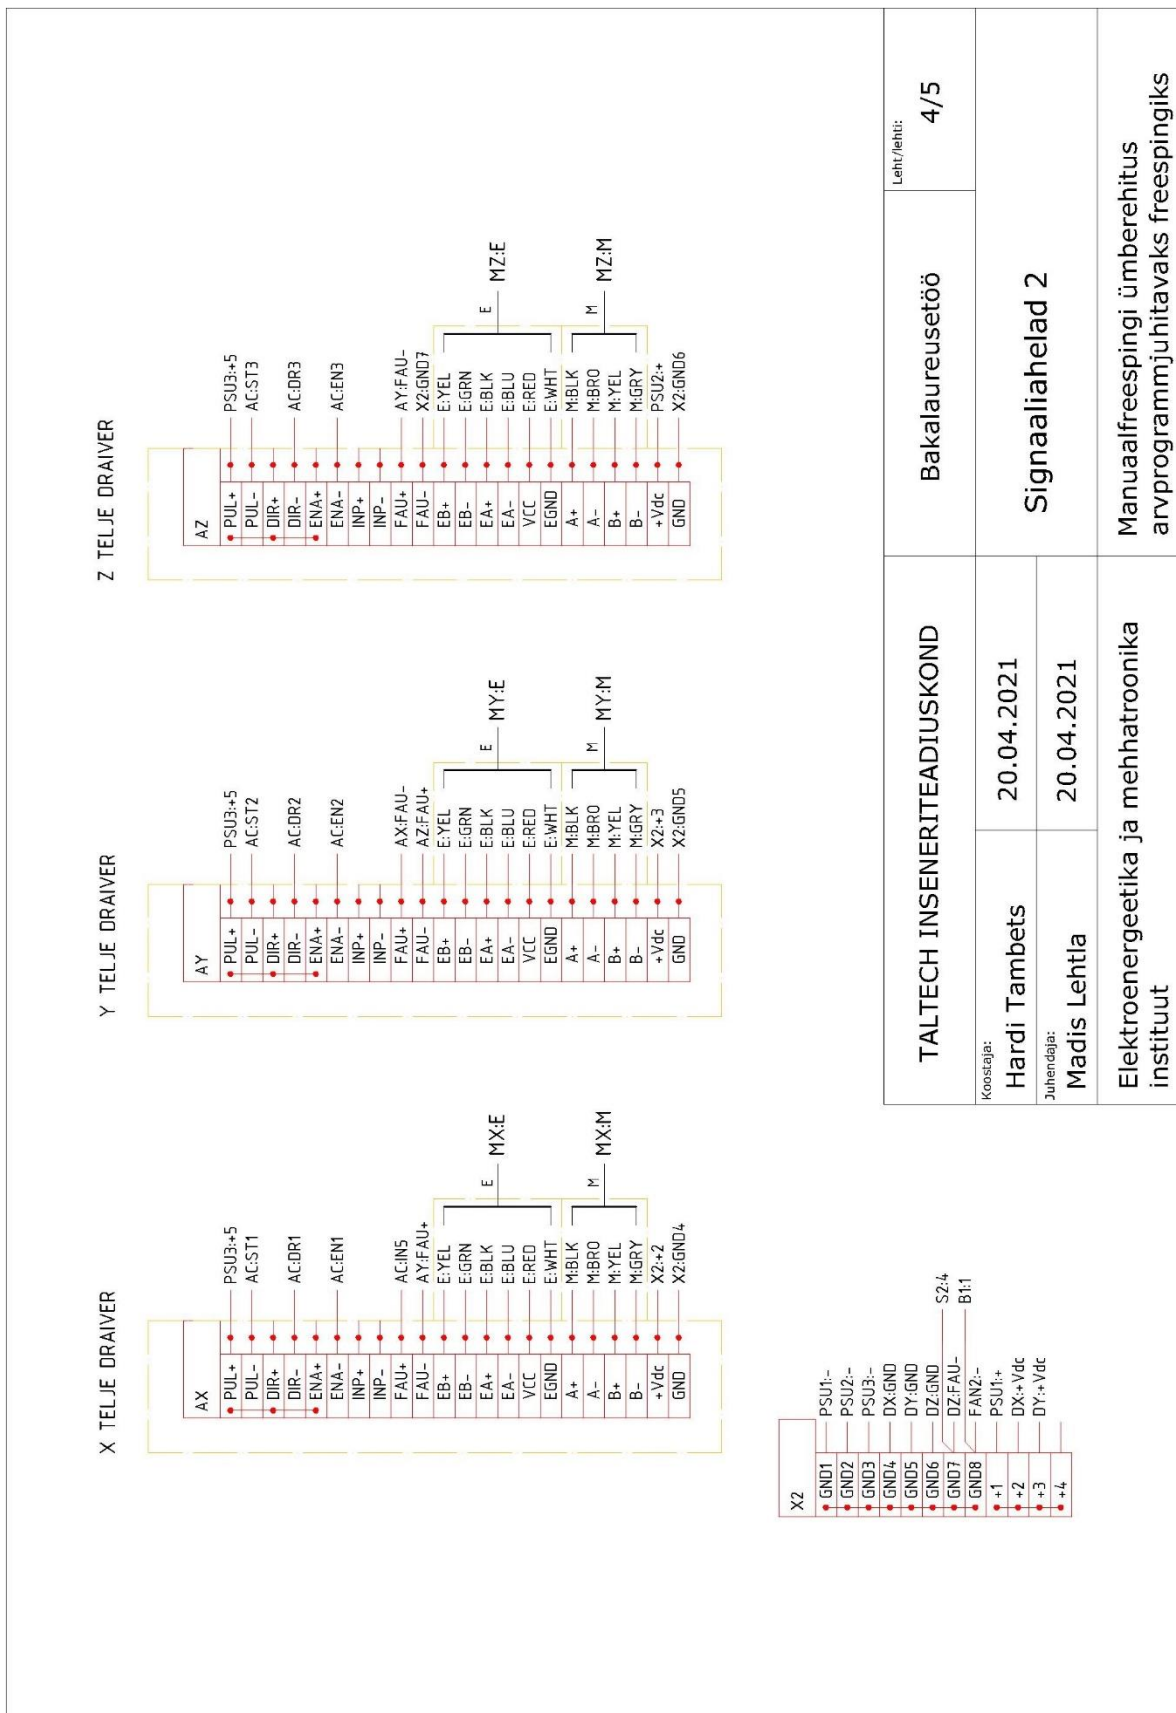 X TELJE DRAIVER
AX
PUL+ PSU3:+5
PUL- AC:ST1
DIR+
DIR- AC:DR1
ENA+
ENA- AC:EN1
INP+
INP-
FAU+ AC:IN5
FAU- AY:FAU+
EB+ E:YEL
EB- E:GRN
EA+ E:BLK
EA- E:BLU
VCC E:RED
EGND E:WHT
E MX:E
A+ M:BLK
A- M:BRO
B+ M:YEL
B- M:GRY
M MX:M
+Vdc X2:+2
GND X2:GND4
Y TELJE DRAIVER
AY
PUL+ PSU3:+5
PUL- AC:ST2
DIR+
DIR- AC:DR2
ENA+
ENA- AC:EN2
INP+
INP-
FAU+ AX:FAU-
FAU- AZ:FAU+
EB+ E:YEL
EB- E:GRN
EA+ E:BLK
EA- E:BLU
VCC E:RED
EGND E:WHT
E MY:E
A+ M:BLK
A- M:BRO
B+ M:YEL
B- M:GRY
M MY:M
+Vdc X2:+3
GND X2:GND5
Z TELJE DRAIVER
AZ
PUL+ PSU3:+5
PUL- AC:ST3
DIR+
DIR- AC:DR3
ENA+
ENA- AC:EN3
INP+
INP-
FAU+ AY:FAU-
FAU- X2:GND7
EB+ E:YEL
EB- E:GRN
EA+ E:BLK
EA- E:BLU
VCC E:RED
EGND E:WHT
E MZ:E
A+ M:BLK
A- M:BRO
B+ M:YEL
B- M:GRY
M MZ:M
+Vdc PSU2:+
GND X2:GND6
X2
GND1 PSU1:-
GND2 PSU2:-
GND3 PSU3:-
GND4 DX:GND
GND5 DY:GND
GND6 DZ:GND
S2:4
GND7 DZ:FAU-
B1:1
GND8 FAN2:-
+1 PSU1:+
+2 DX:+Vdc
+3 DY:+Vdc
+4
TALTECH INSENERITEADIUSKOND
Bakalaureusetöö
Leht/lehti:
4/5
Koostaja:
Hardi Tambets 20.04.2021
Juhendaja:
Madis Lehtla 20.04.2021
Signaaliahelad 2
Elektroenergeetika ja mehhatroonika
instituut
Manuaalfreespingi ümberehitus
arvprogrammjuhitavaks freespingiks